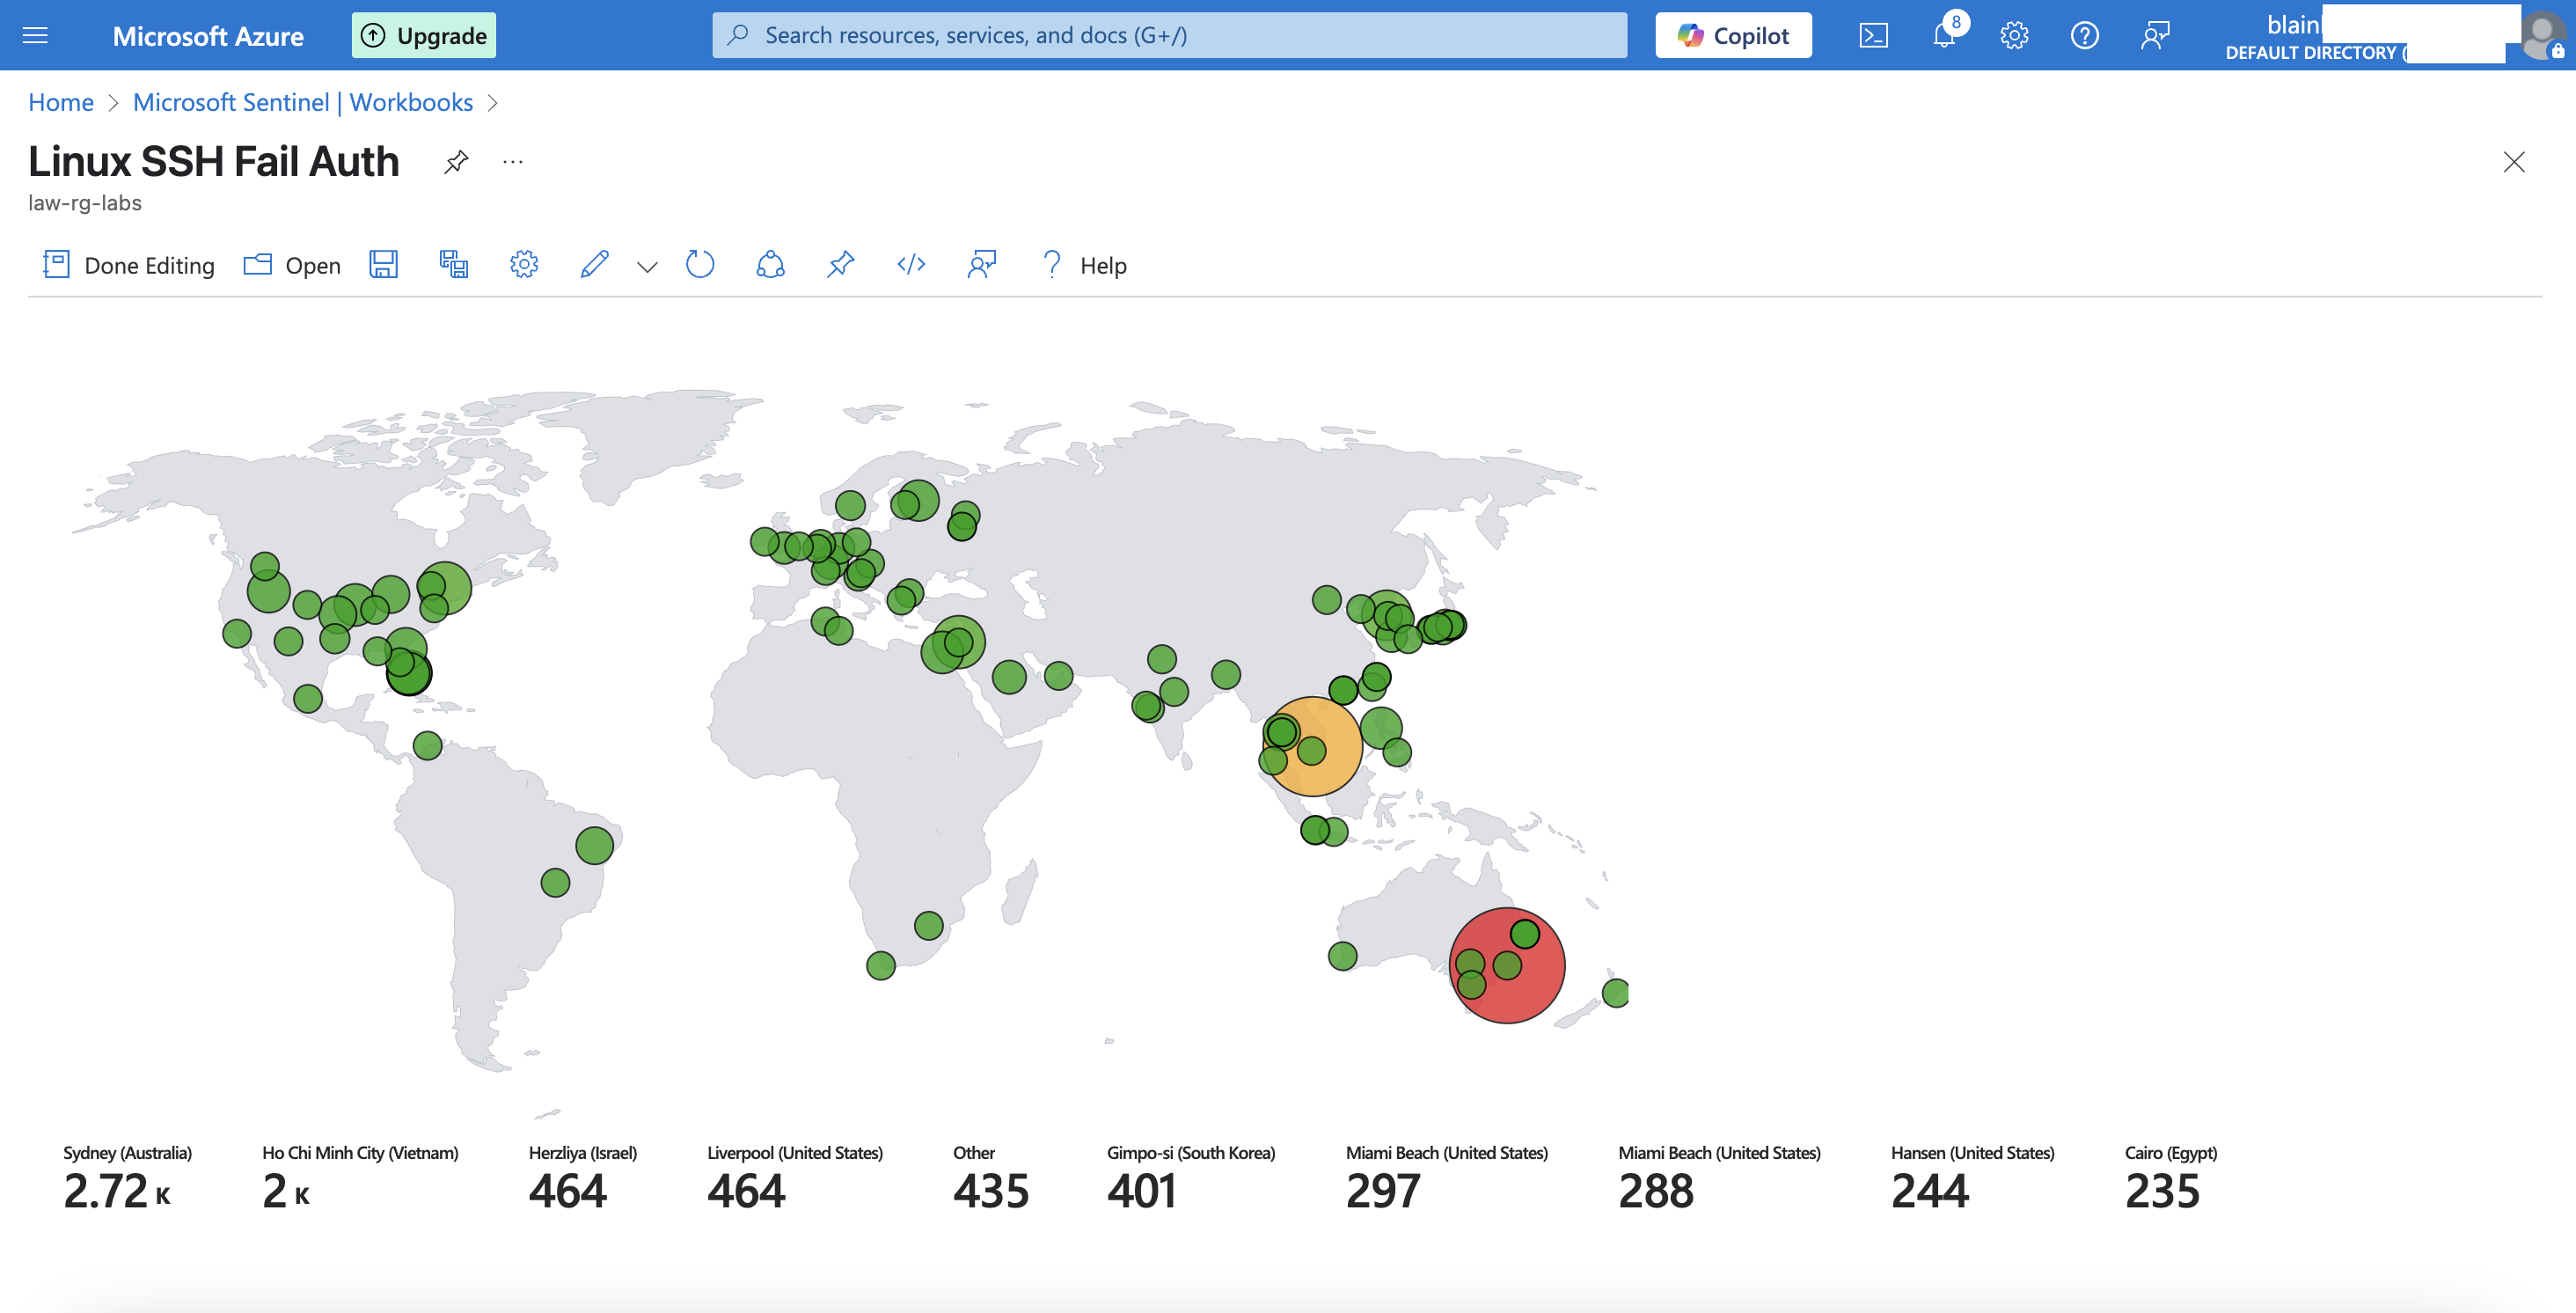 Microsoft Azure
Upgrade
Search resources, services, and docs (G+/)
Copilot
8
blain
DEFAULT DIRECTORY (
Home > Microsoft Sentinel | Workbooks >
Linux SSH Fail Auth
...
law-rg-labs
Done Editing
Open
? Help
Sydney (Australia)
2.72 K
Ho Chi Minh City (Vietnam)
2 K
Herzliya (Israel)
464
Liverpool (United States)
464
Other
435
Gimpo-si (South Korea)
401
Miami Beach (United States)
297
Miami Beach (United States)
288
Hansen (United States)
244
Cairo (Egypt)
235